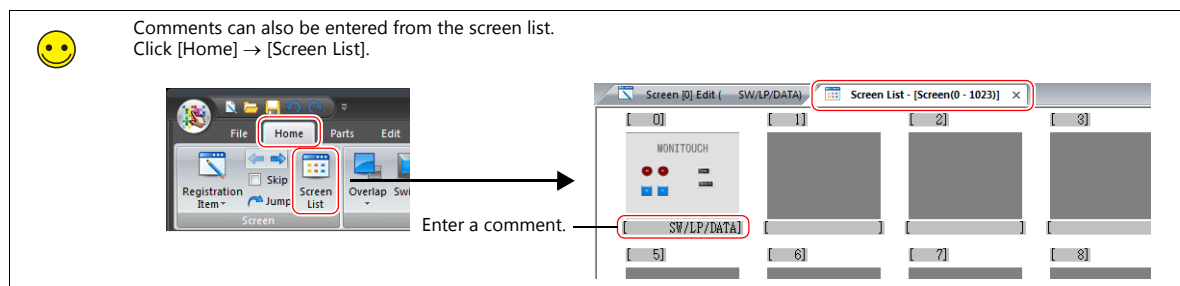 Comments can also be entered from the screen list.
Click [Home] → [Screen List].
File Home Parts Edit
Registration Item
Skip
Jump
Screen List
Overlap Swi
Screen
Enter a comment.
Screen [0] Edit ( SW/LP/DATA) Screen List - [Screen(0 - 1023)] ×
[ 0] [ 1] [ 2] [ 3]
MONITOUCH
[ SW/LP/DATA] [ ] [ ] [
[ 5] [ 6] [ 7] [ 8]